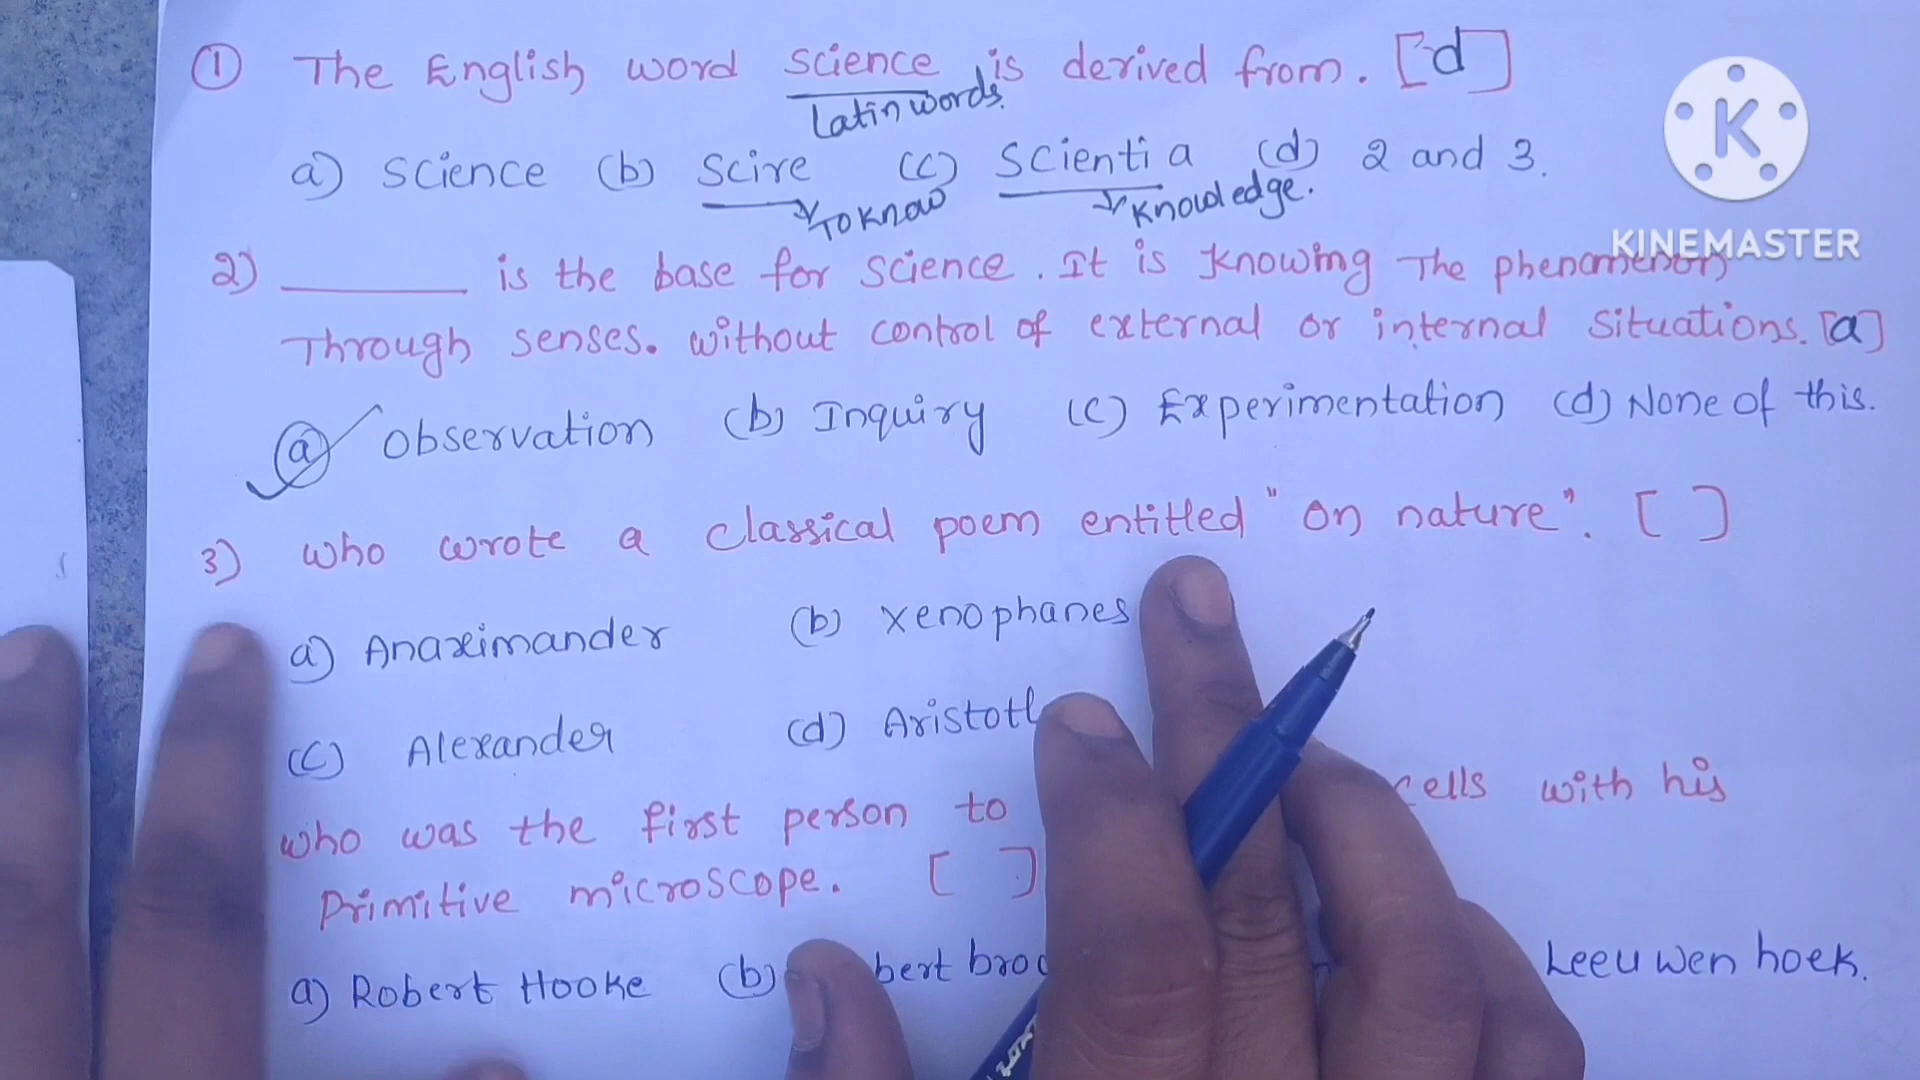 ① The English word science is derived from. [d]
Latin words.
a) science (b) scire (c) scientia (d) 2 and 3.
To know knowledge.
KINEMASTER
2) ______ is the base for science. It is knowing The phenomenon
Through senses. without control of external or internal situations. [a]
(a) observation (b) Inquiry (c) Experimentation (d) None of this.
3) who wrote a classical poem entitled "on nature". [ ]
a) Anaximander (b) xenophanes
(c) Alexander (d) Aristotl
who was the first person to cells with his
primitive microscope. [ ]
a) Robert Hooke (b) bert bro Leeuwen hoek.